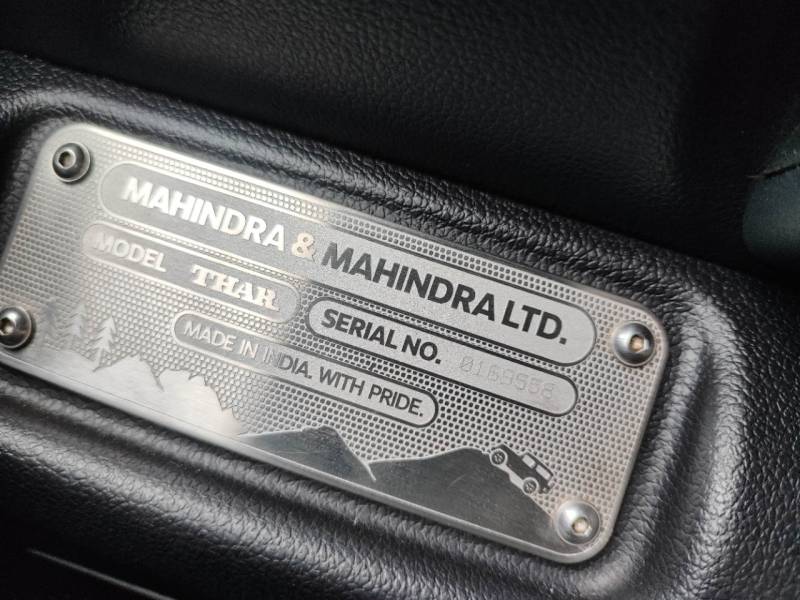 MAHINDRA & MAHINDRA LTD.
MODEL THAR
SERIAL NO.
MADE IN INDIA. WITH PRIDE.